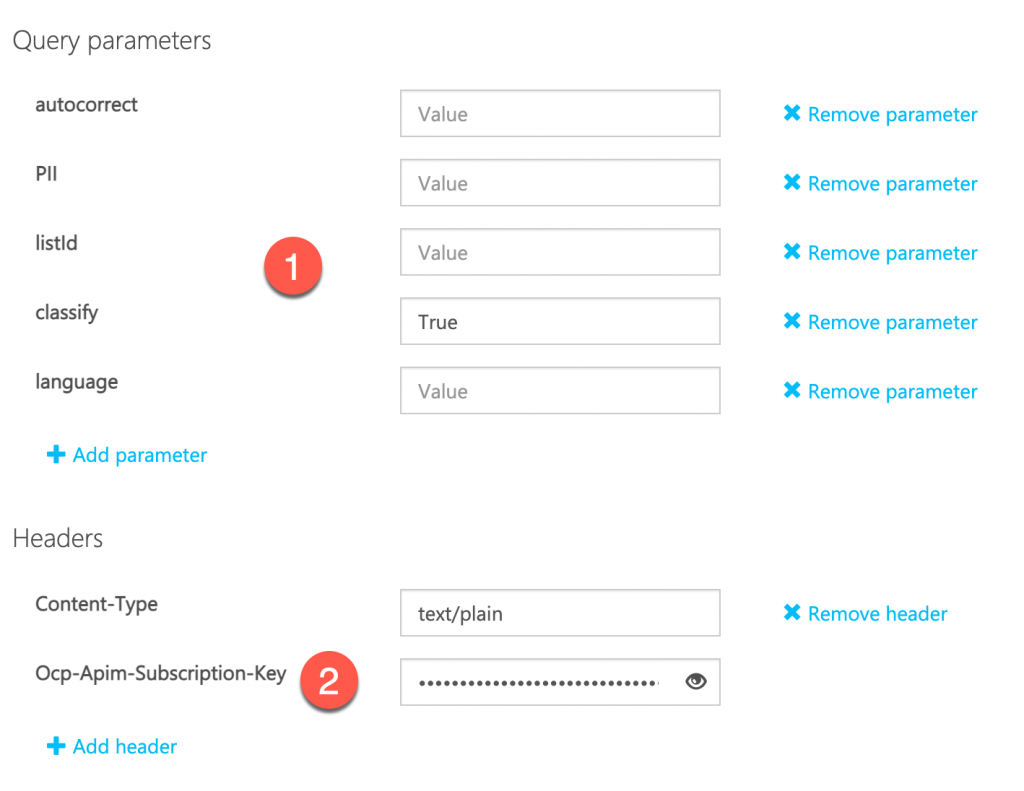 Query parameters
autocorrect Value Remove parameter
PII Value Remove parameter
listId Value Remove parameter
1
classify True Remove parameter
language Value Remove parameter
Add parameter
Headers
Content-Type text/plain Remove header
Ocp-Apim-Subscription-Key 2 ••••••••••••••••••••••••••••••
Add header